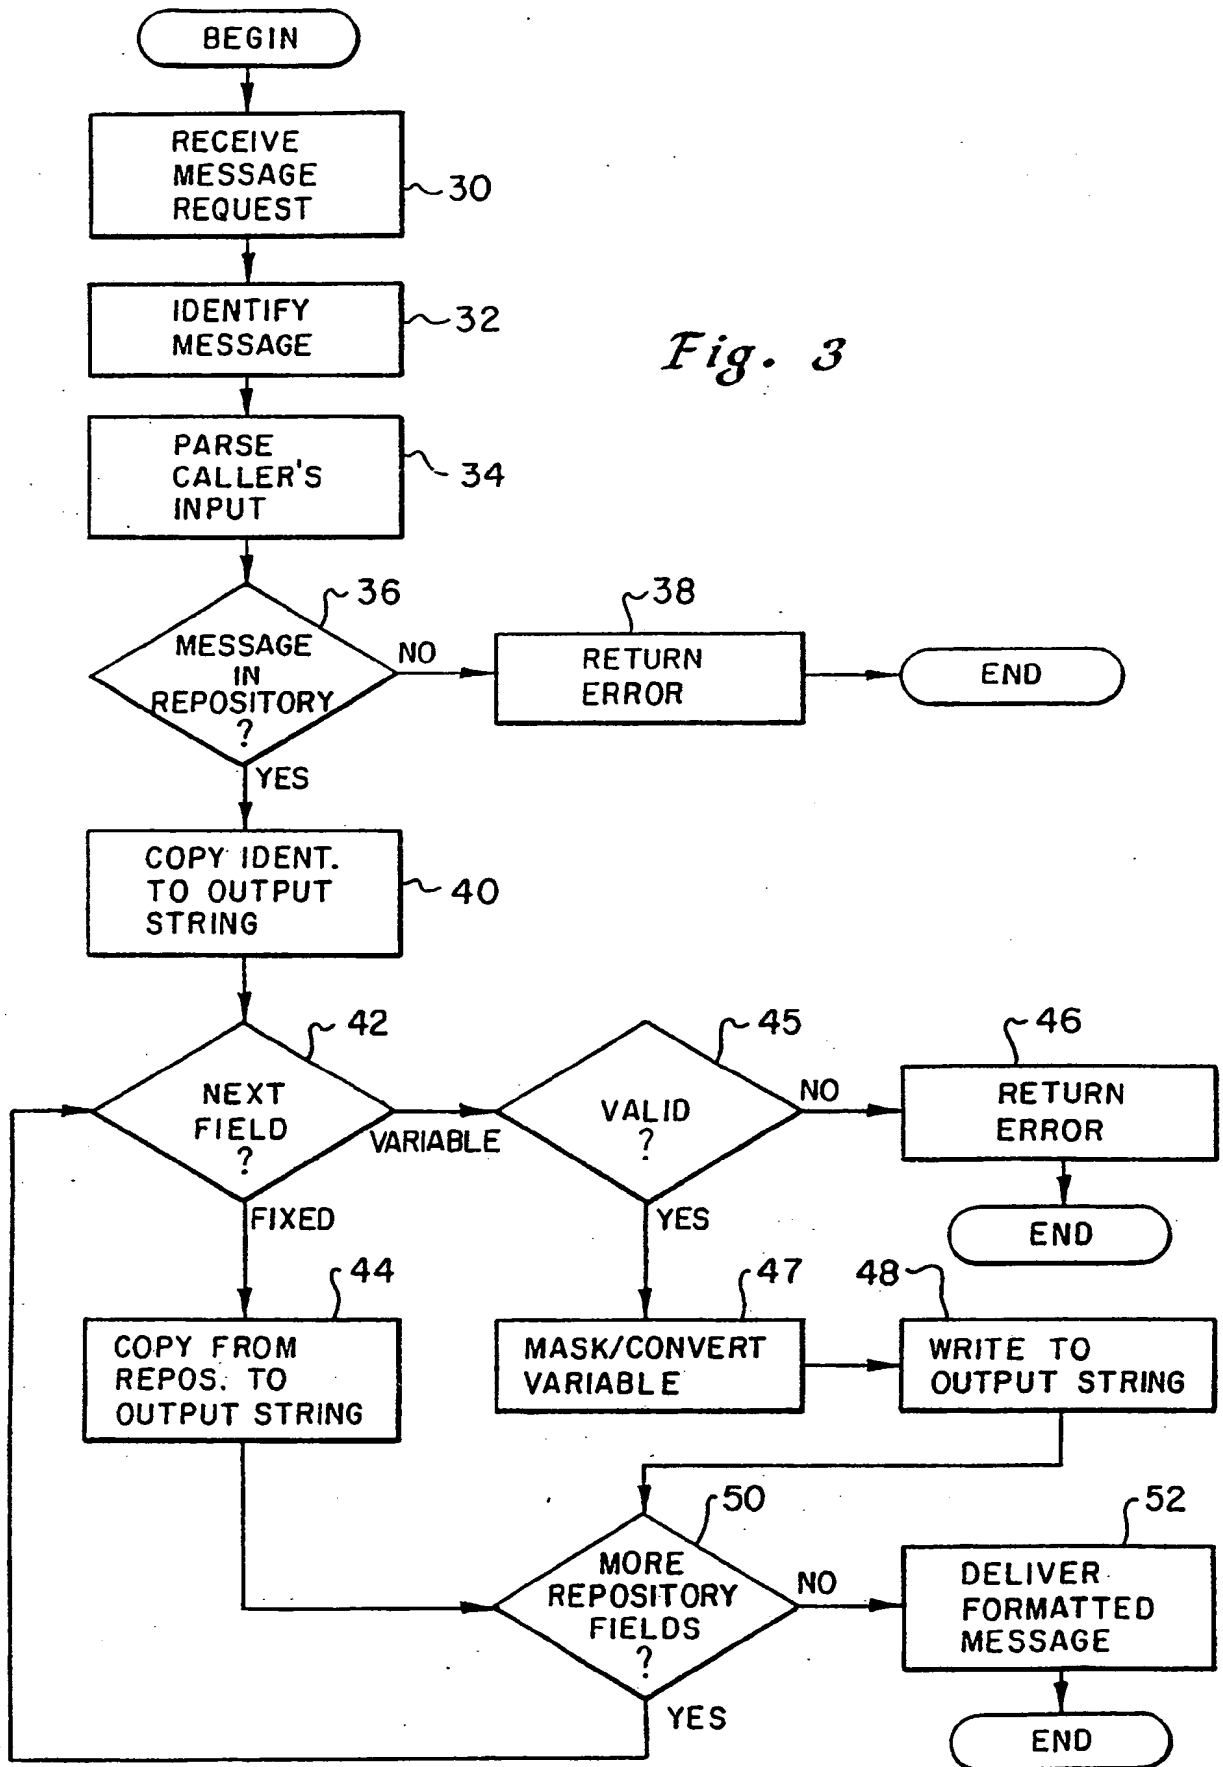 BEGIN
RECEIVE
MESSAGE
REQUEST
30
IDENTIFY
MESSAGE
32
Fig. 3
PARSE
CALLER'S
INPUT
34
36
MESSAGE
IN
REPOSITORY
?
NO
38
RETURN
ERROR
END
YES
COPY IDENT.
TO OUTPUT
STRING
40
42
NEXT
FIELD
?
VARIABLE
45
VALID
?
NO
46
RETURN
ERROR
END
FIXED
YES
44
COPY FROM
REPOS. TO
OUTPUT STRING
47
MASK/CONVERT
VARIABLE
48
WRITE TO
OUTPUT STRING
50
MORE
REPOSITORY
FIELDS
?
NO
52
DELIVER
FORMATTED
MESSAGE
YES
END